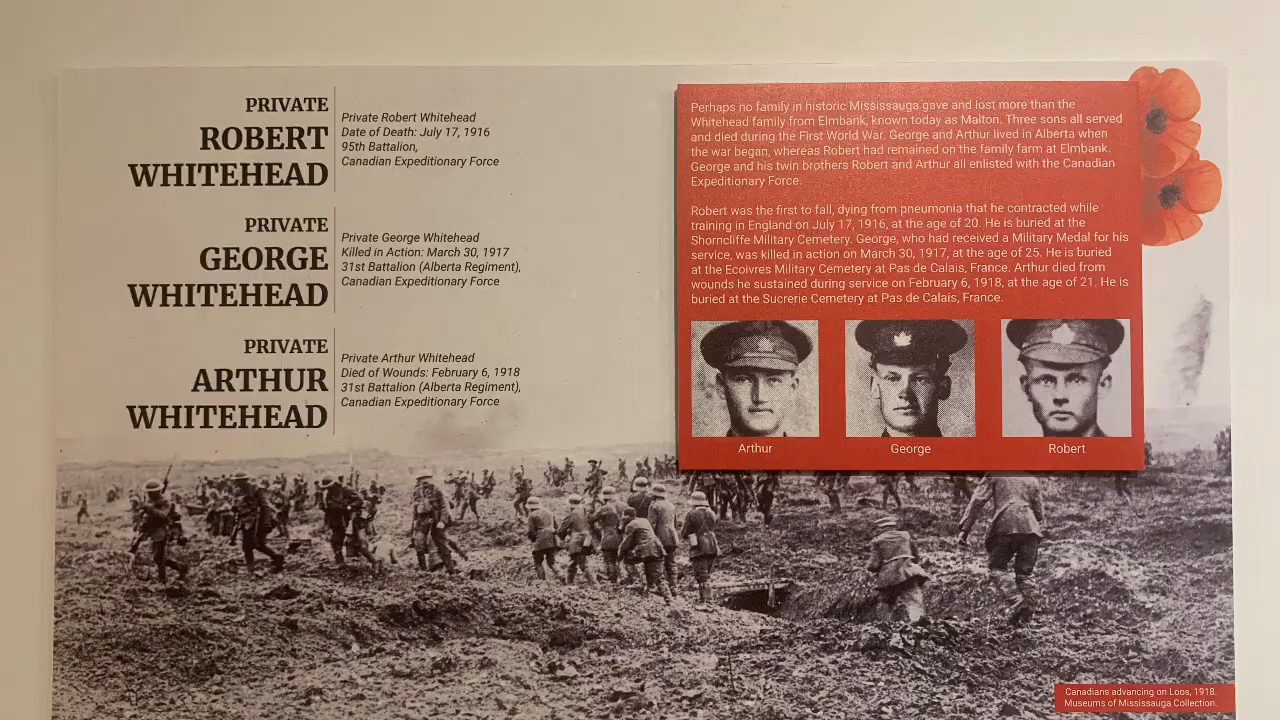 PRIVATE
ROBERT
WHITEHEAD
Private Robert Whitehead
Date of Death: July 17, 1916
95th Battalion,
Canadian Expeditionary Force
PRIVATE
GEORGE
WHITEHEAD
Private George Whitehead
Killed in Action: March 30, 1917
31st Battalion (Alberta Regiment),
Canadian Expeditionary Force
PRIVATE
ARTHUR
WHITEHEAD
Private Arthur Whitehead
Died of Wounds: February 6, 1918
31st Battalion (Alberta Regiment),
Canadian Expeditionary Force
Perhaps no family in historic Mississauga gave and lost more than the
Whitehead family from Elmbank, known today as Malton. Three sons all served
and died during the First World War. George and Arthur lived in Alberta when
the war began, whereas Robert had remained on the family farm at Elmbank.
George and his twin brothers Robert and Arthur all enlisted with the Canadian
Expeditionary Force.
Robert was the first to fall, dying from pneumonia that he contracted while
training in England on July 17, 1916, at the age of 20. He is buried at the
Shorncliffe Military Cemetery. George, who had received a Military Medal for his
service, was killed in action on March 30, 1917, at the age of 25. He is buried
at the Ecoivres Military Cemetery at Pas de Calais, France. Arthur died from
wounds he sustained during service on February 6, 1918, at the age of 21. He is
buried at the Sucrerie Cemetery at Pas de Calais, France.
Arthur
George
Robert
Canadians advancing on Loos, 1918.
Museums of Mississauga Collection.